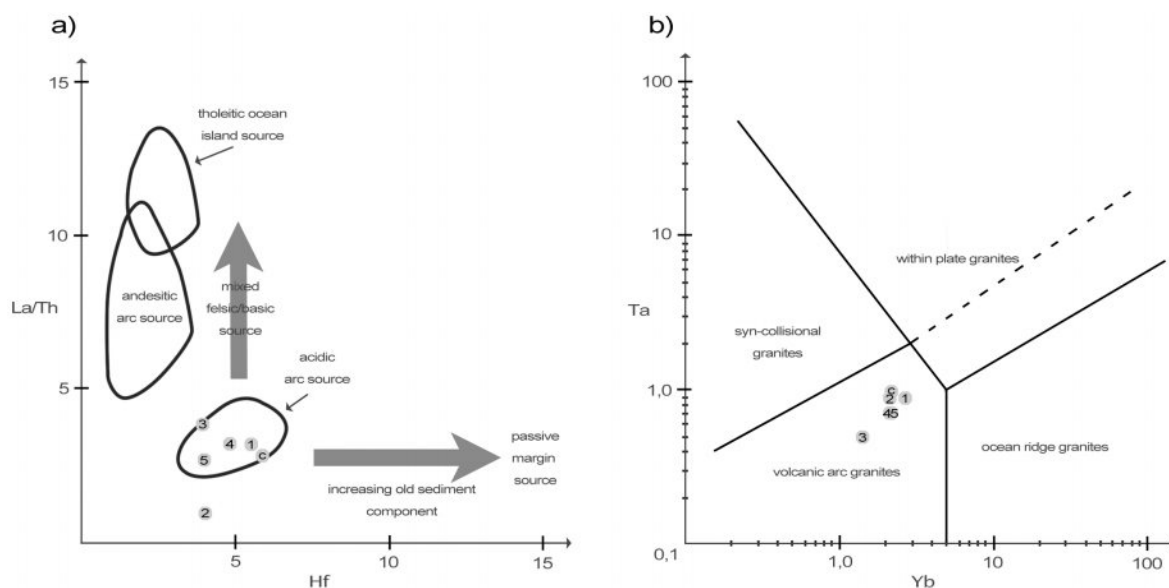 a)
15
tholeitic ocean
island source
10
La/Th
andesitic
arc source
mixed
felsic/basic
source
acidic
arc source
5
3
4
1
5
c
2
passive
margin
source
increasing old sediment
component
5
10
15
Hf
b)
100
10
Ta
within plate granites
syn-collisional
granites
1,0
c
2
1
45
3
ocean ridge granites
volcanic arc granites
0,1
1,0
10
100
Yb